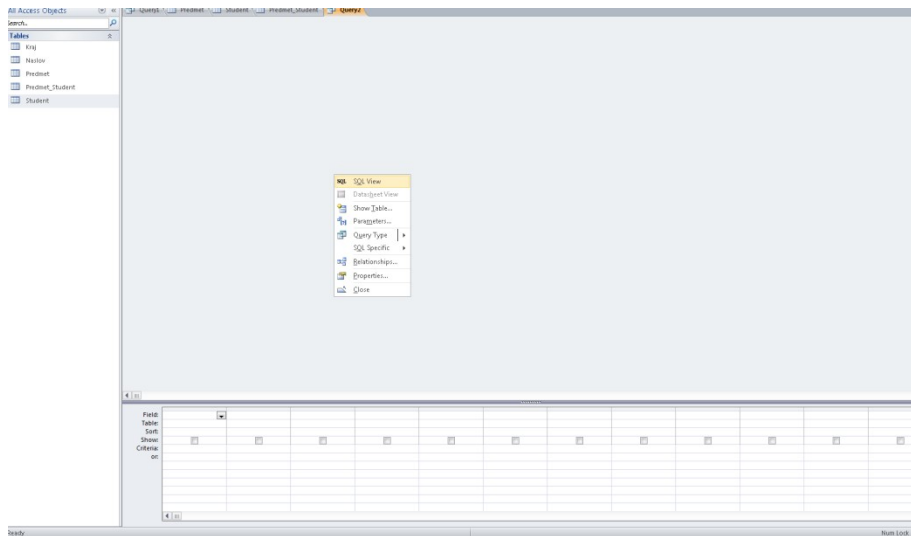 All Access Objects
Search..
Tables
Kraj
Naslov
Predmet
Predmet_Student
Student
Query1 Predmet Student Predmet_Student Query2
SQL SQL View
Datasheet View
Show Table...
Parameters...
Query Type
SQL Specific
Relationships...
Properties...
Close
Field:
Table:
Sort:
Show:
Criteria:
or:
Ready
Num Lock